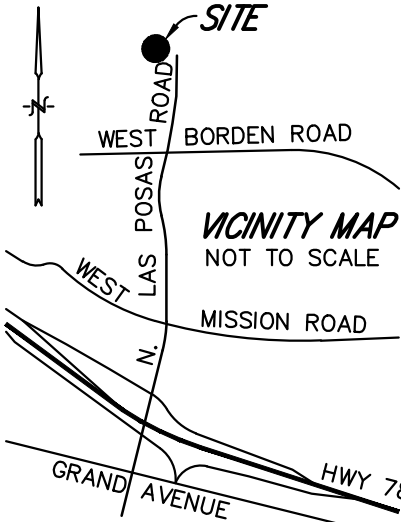 SITE
N
WEST BORDEN ROAD
N. LAS POSAS ROAD
VICINITY MAP
NOT TO SCALE
WEST MISSION ROAD
HWY 78
GRAND AVENUE